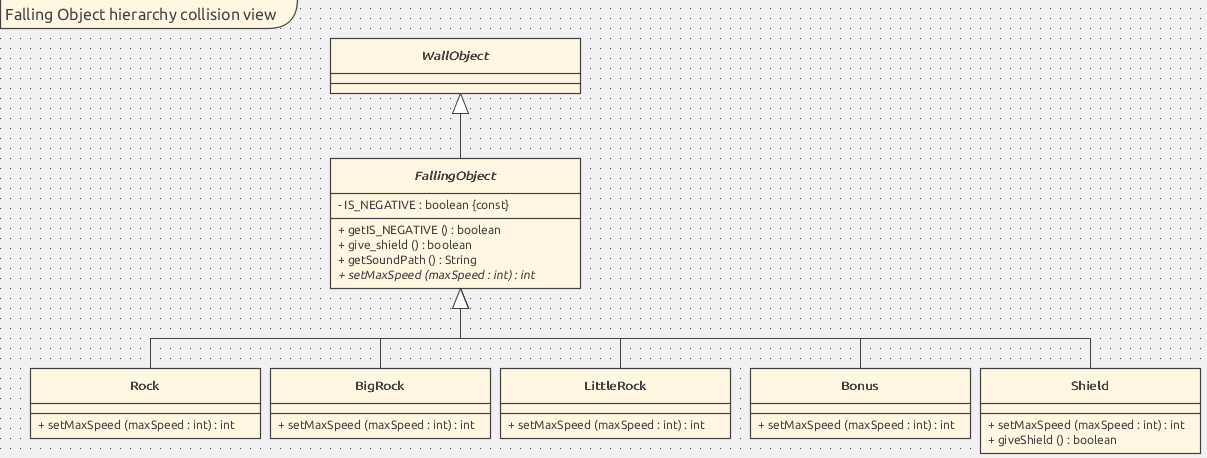 Falling Object hierarchy collision view
WallObject
FallingObject
- IS_NEGATIVE : boolean {const}
+ getIS_NEGATIVE () : boolean
+ give_shield () : boolean
+ getSoundPath () : String
+ setMaxSpeed (maxSpeed : int) : int
Rock
+ setMaxSpeed (maxSpeed : int) : int
BigRock
+ setMaxSpeed (maxSpeed : int) : int
LittleRock
+ setMaxSpeed (maxSpeed : int) : int
Bonus
+ setMaxSpeed (maxSpeed : int) : int
Shield
+ setMaxSpeed (maxSpeed : int) : int
+ giveShield () : boolean